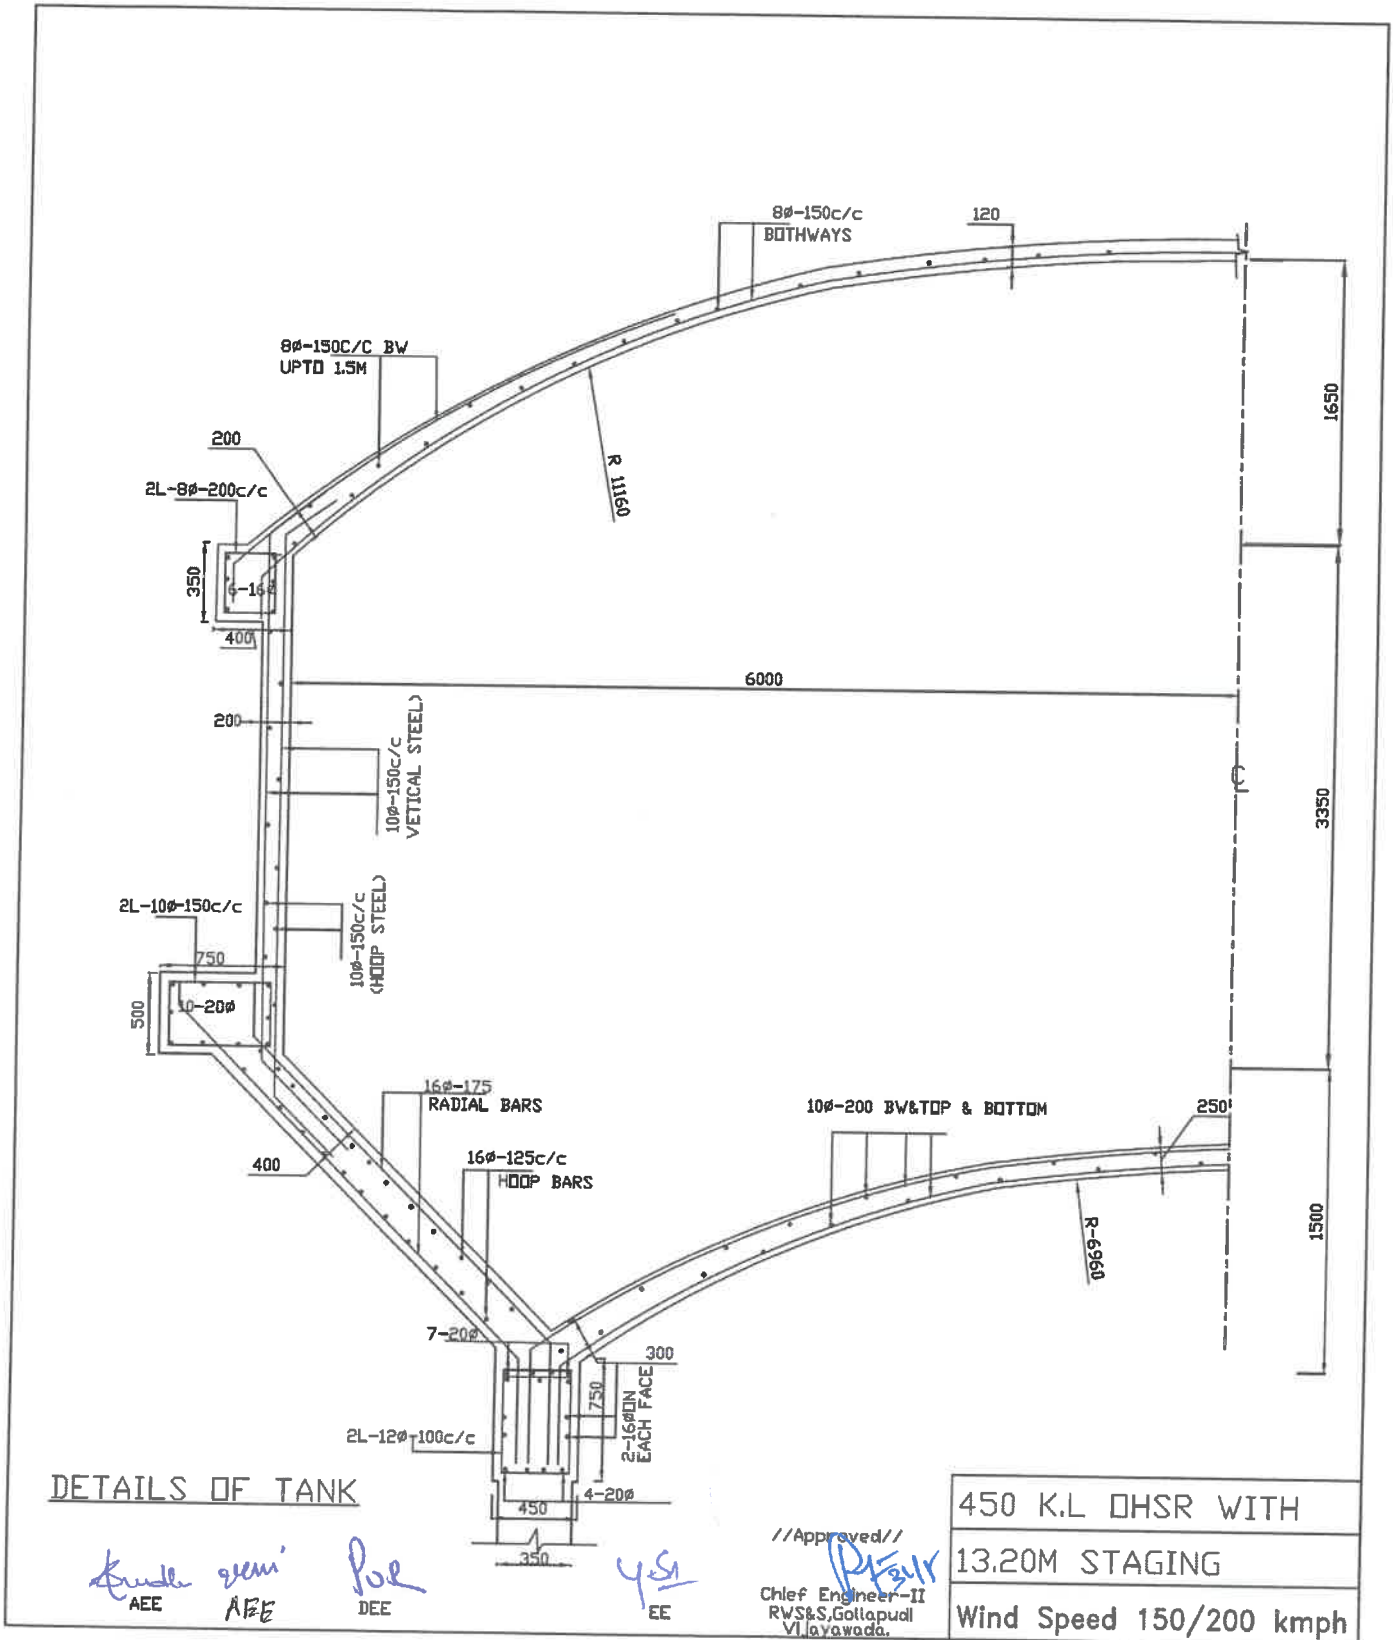 8ø-150c/c
BOTHWAYS
120
8ø-150C/C BW
UPTO 1.5M
200
2L-8ø-200c/c
R 11160
1650
350
6-16ø
400
6000
200
10ø-150c/c
VETICAL STEEL)
C
L
3350
2L-10ø-150c/c
10ø-150c/c
(HOOP STEEL)
750
500
10-20ø
16ø-175
RADIAL BARS
10ø-200 BW&TOP & BOTTOM
250
400
16ø-125c/c
HOOP BARS
1500
R-6960
7-20ø
300
750
2-16øON
EACH FACE
2L-12ø-100c/c
4-20ø
450
350
DETAILS OF TANK
AEE
AEE
DEE
EE
//Approved//
Chief Engineer-II
RWS&S,Gollapudi
Vijayawada.
450 K.L OHSR WITH
13.20M STAGING
Wind Speed 150/200 kmph